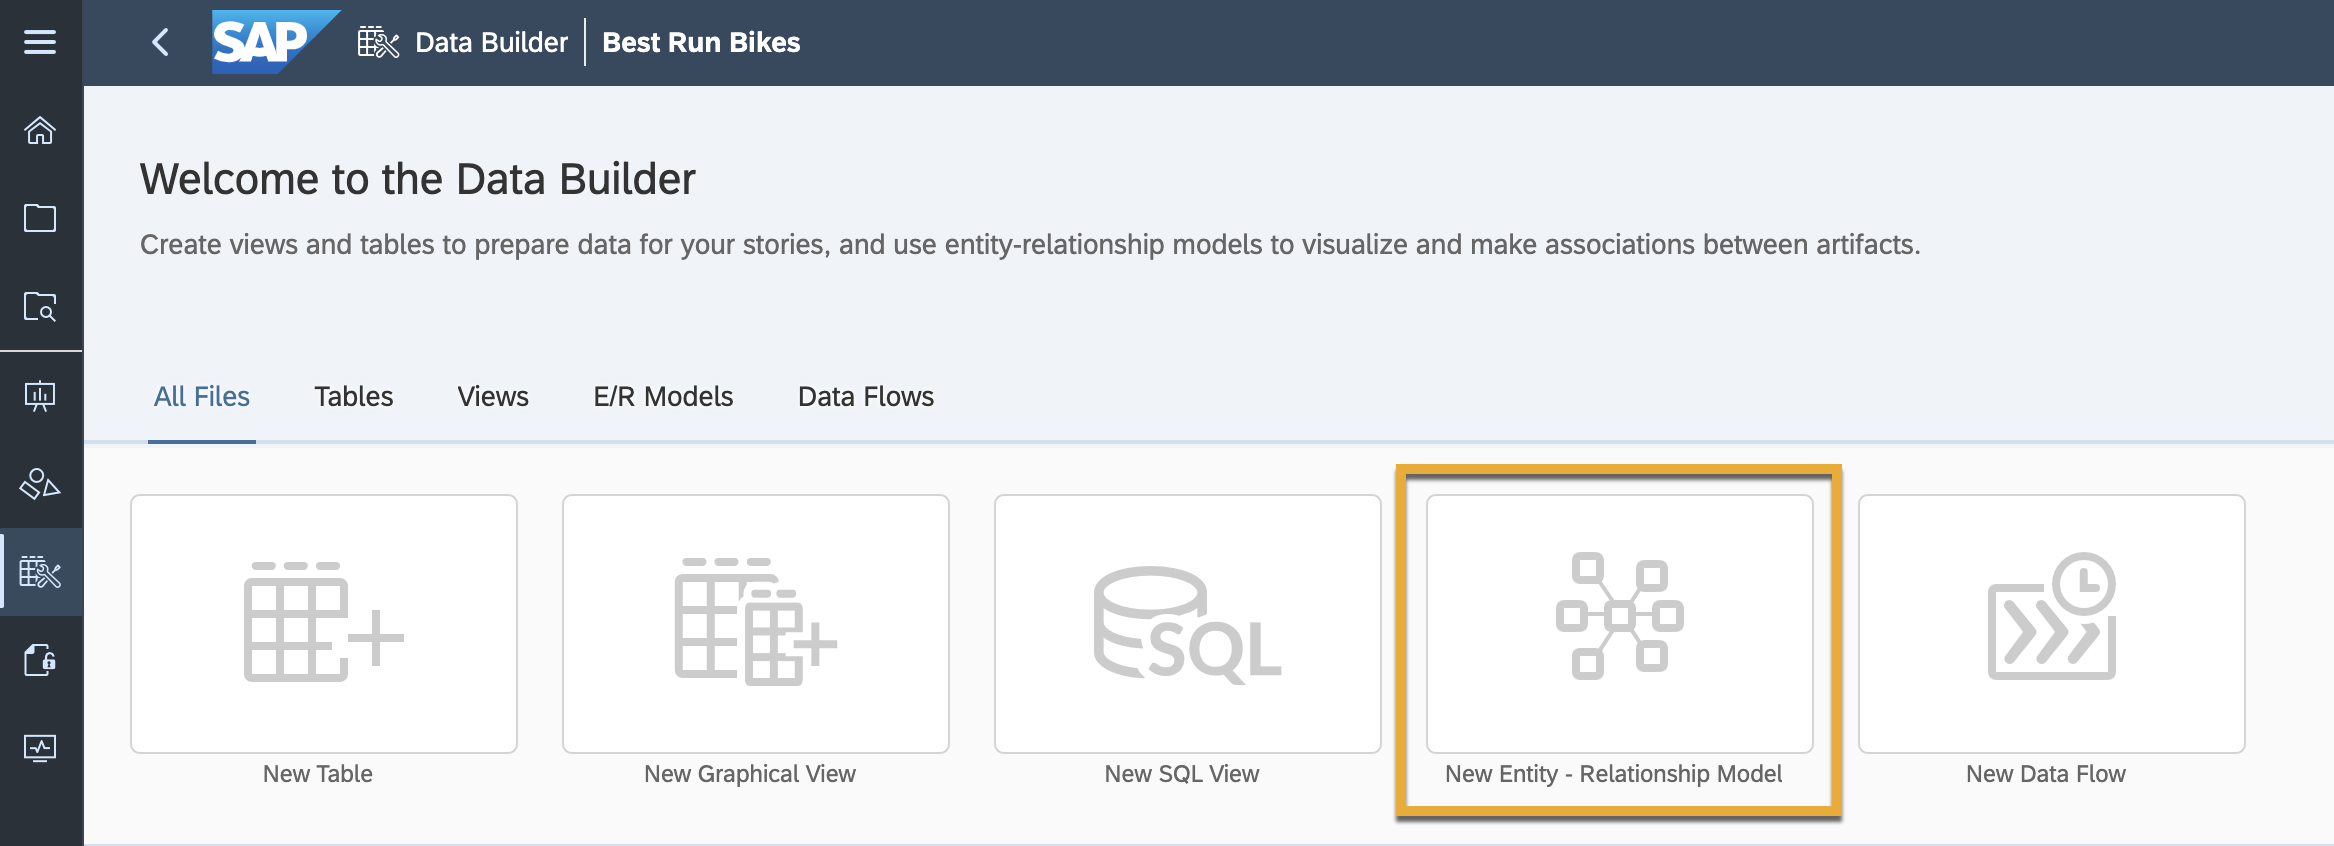 SAP Data Builder Best Run Bikes
Welcome to the Data Builder
Create views and tables to prepare data for your stories, and use entity-relationship models to visualize and make associations between artifacts.
All Files Tables Views E/R Models Data Flows
SQL
New Table New Graphical View New SQL View New Entity - Relationship Model New Data Flow